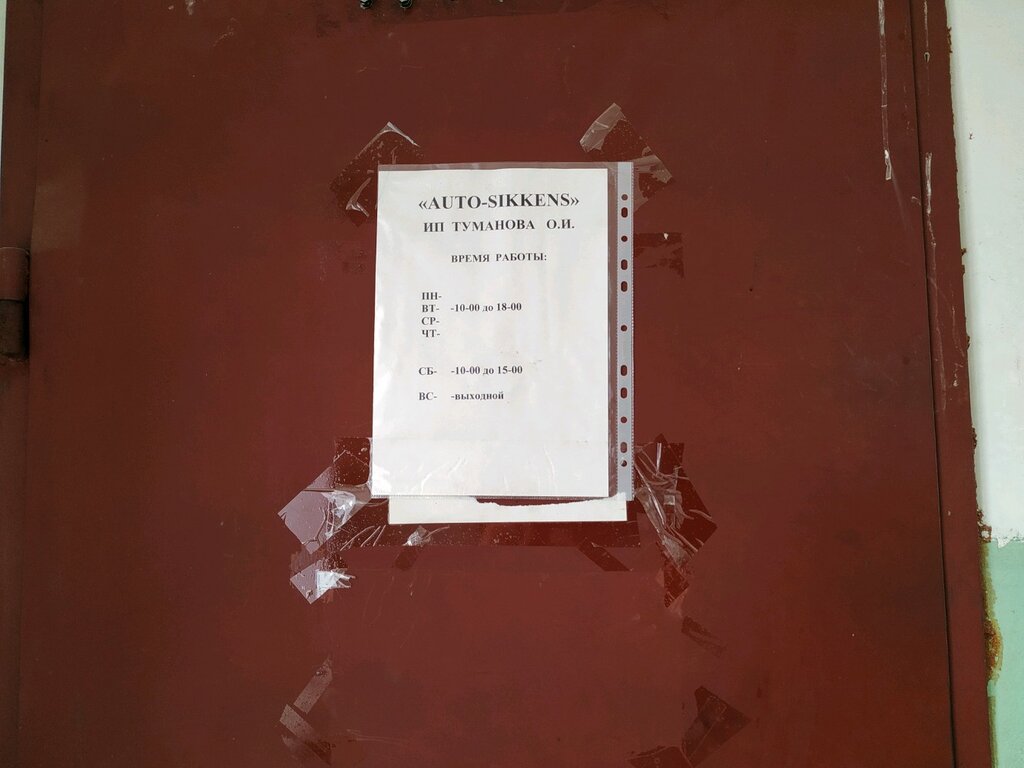 «AUTO-SIKKENS»
ИП ТУМАНОВА О.И.
ВРЕМЯ РАБОТЫ:
ПН-
ВТ- -10-00 до 18-00
СР-
ЧТ-
СБ- -10-00 до 15-00
ВС- -выходной